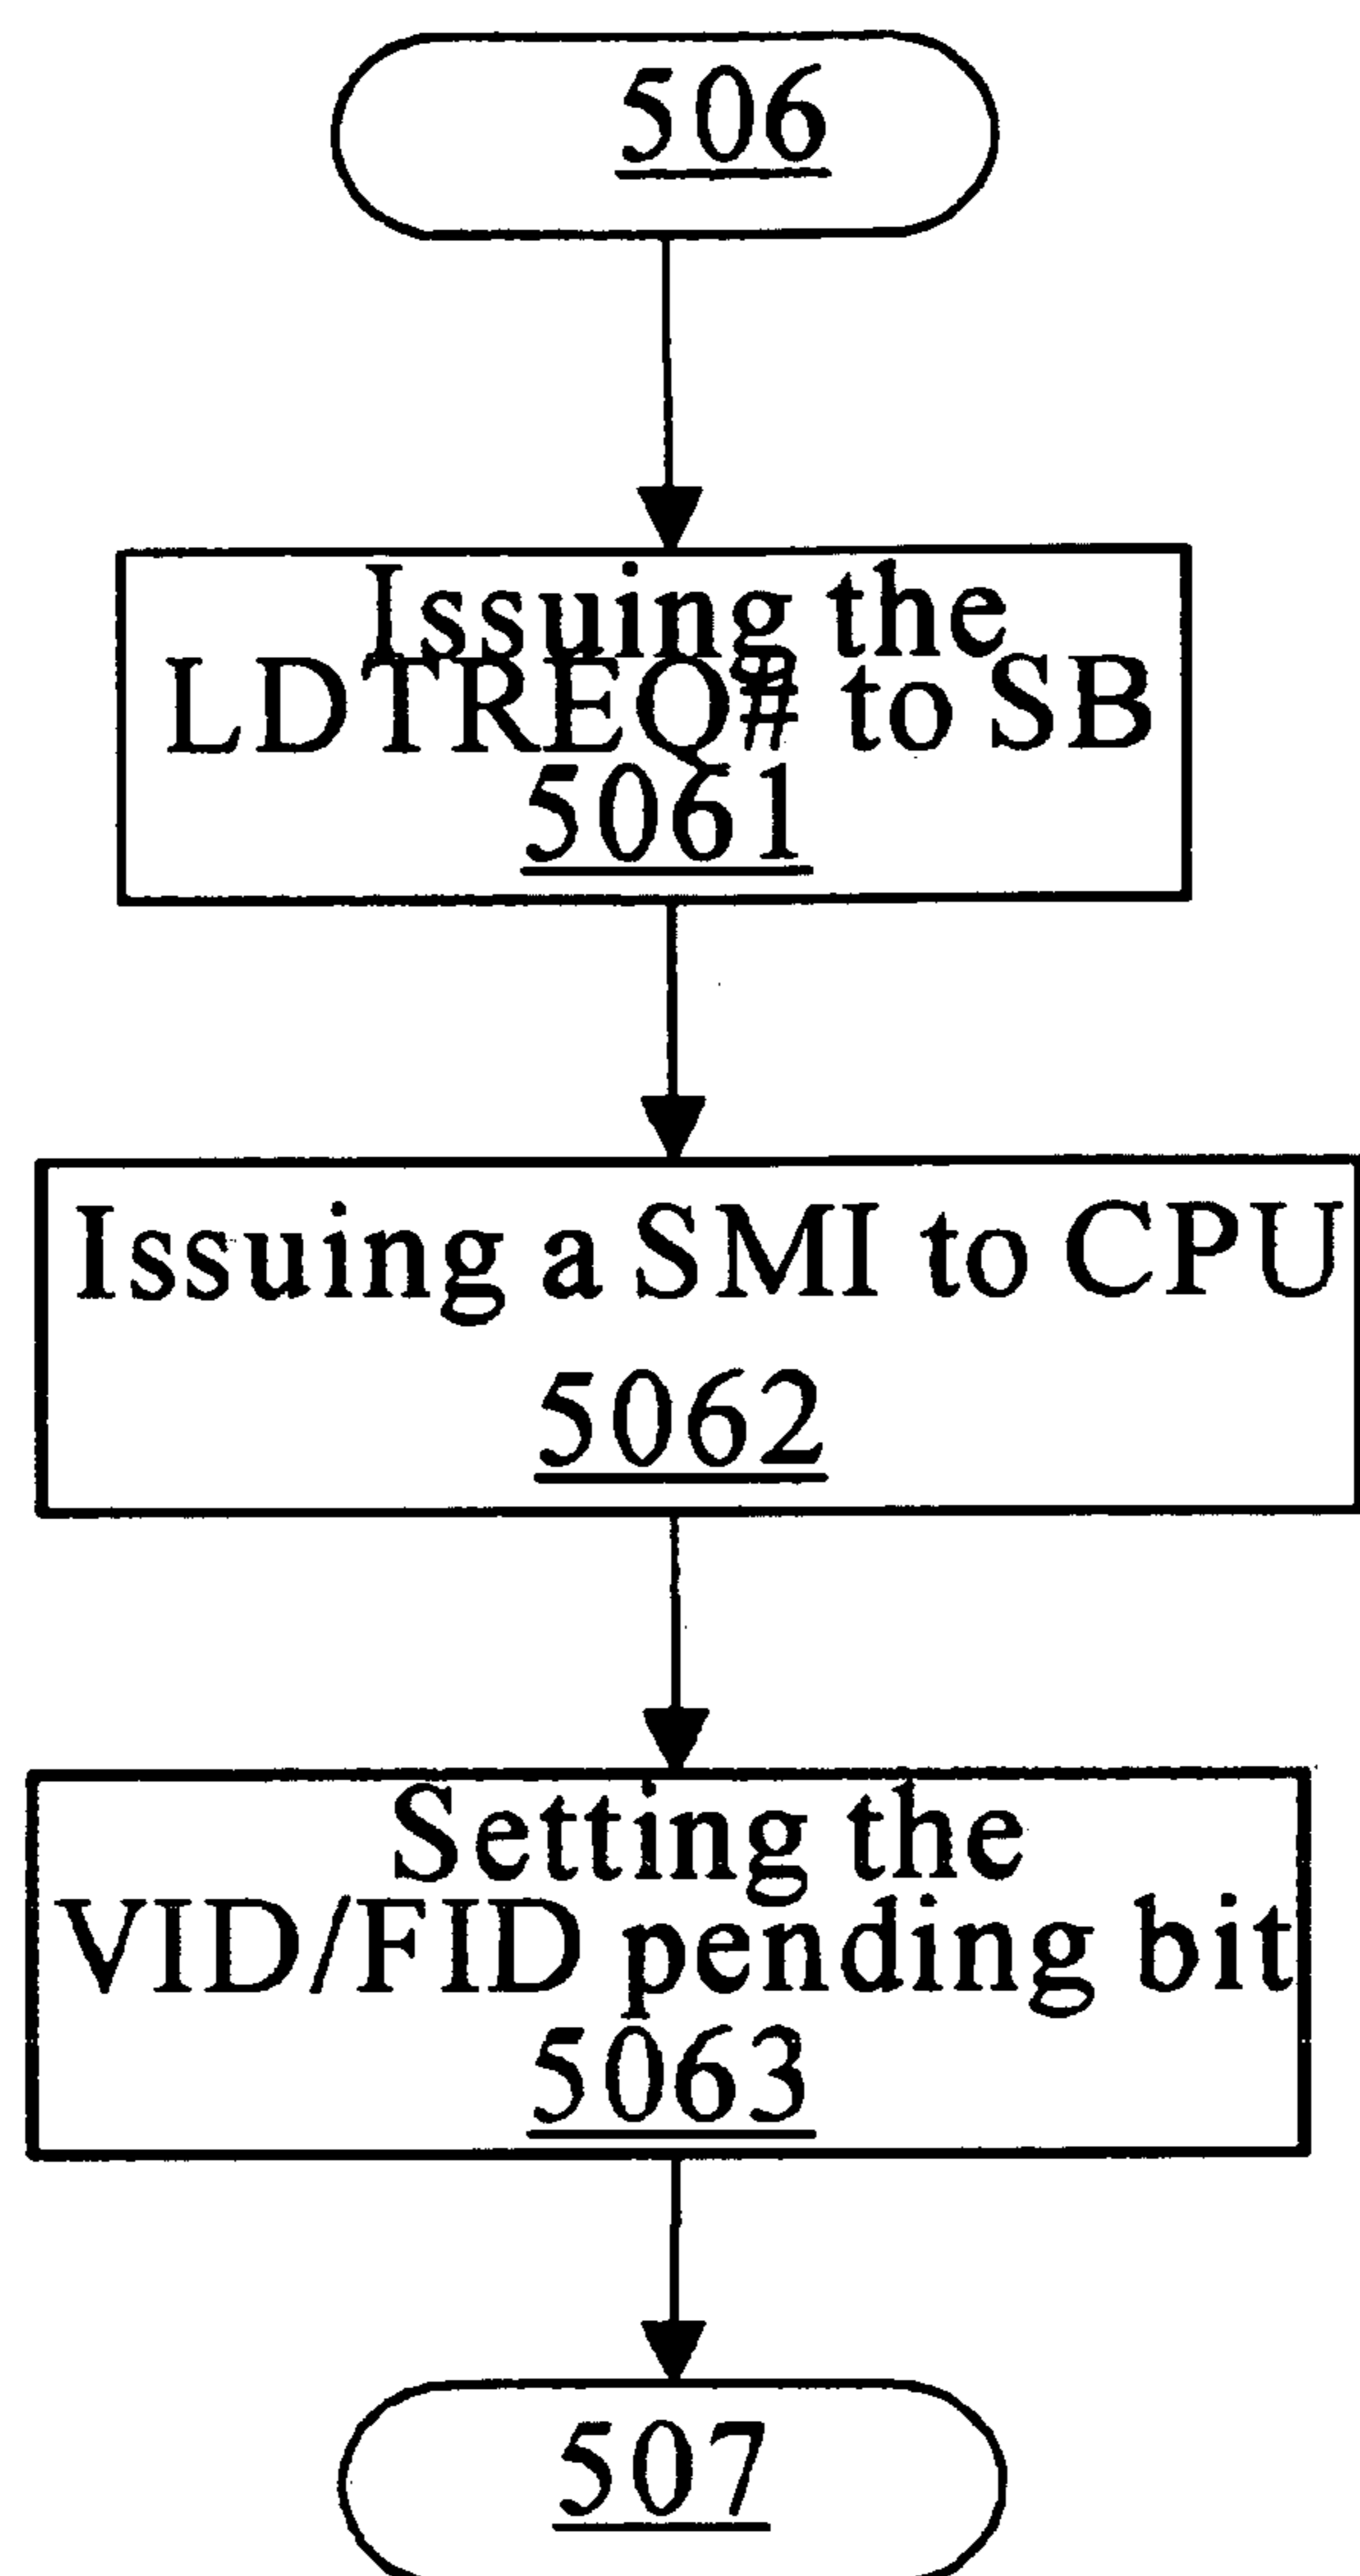 506
Issuing the
LDTREQ# to SB
5061
Issuing a SMI to CPU
5062
Setting the
VID/FID pending bit
5063
507